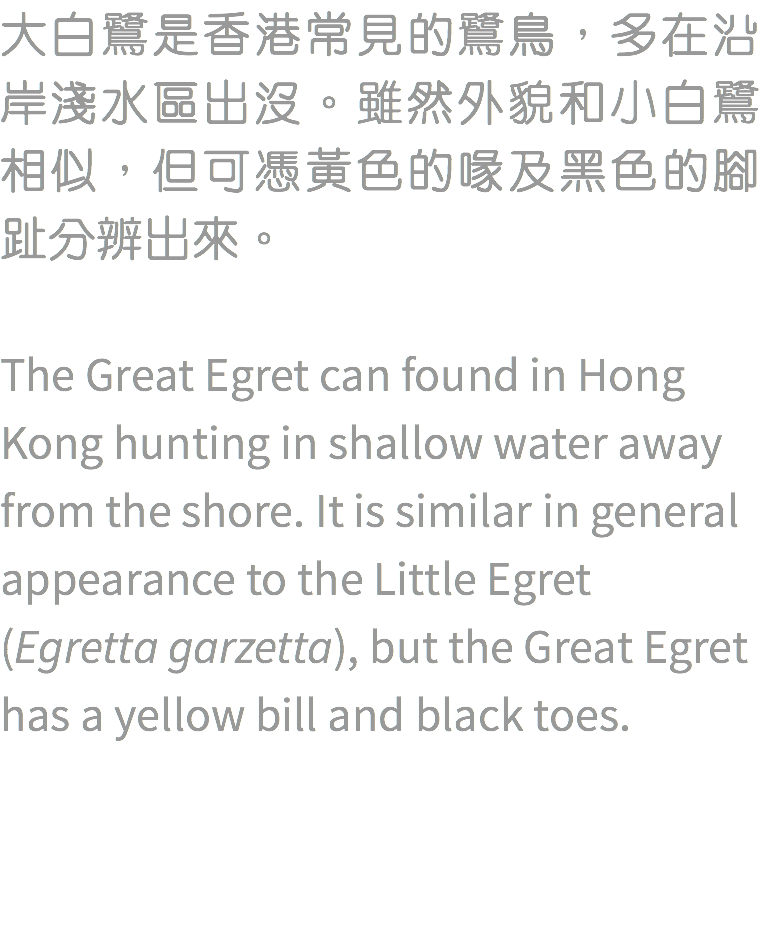 大白鷺是香港常見的鷺鳥，多在沿
岸淺水區出沒。雖然外貌和小白鷺
相似，但可憑黃色的喙及黑色的腳
趾分辨出來。
The Great Egret can found in Hong
Kong hunting in shallow water away
from the shore. It is similar in general
appearance to the Little Egret
(Egretta garzetta), but the Great Egret
has a yellow bill and black toes.